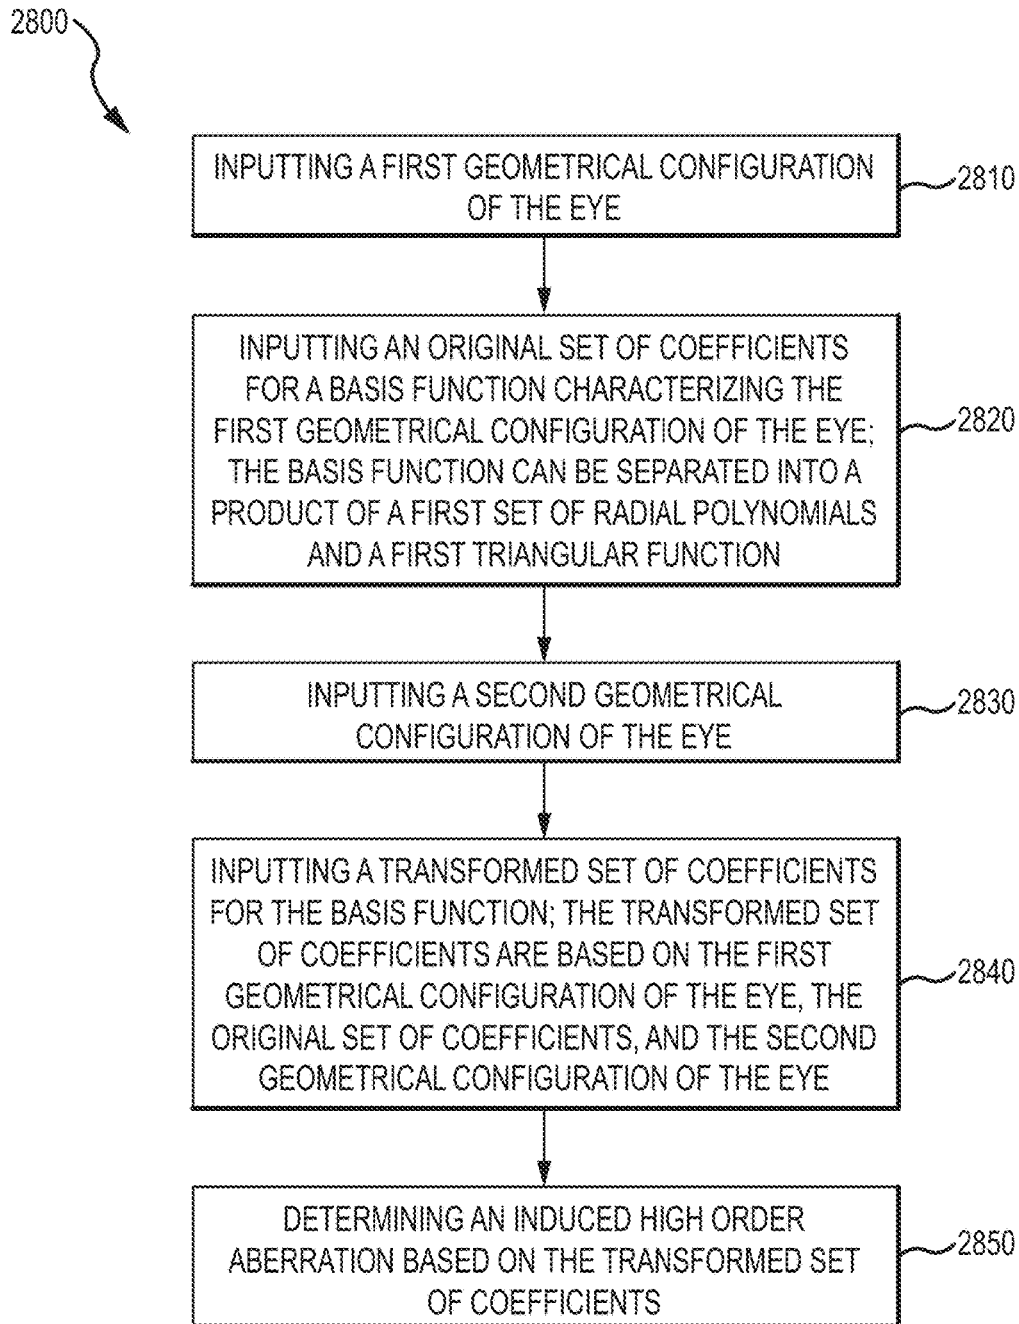 2800
INPUTTING A FIRST GEOMETRICAL CONFIGURATION
OF THE EYE
2810
INPUTTING AN ORIGINAL SET OF COEFFICIENTS
FOR A BASIS FUNCTION CHARACTERIZING THE
FIRST GEOMETRICAL CONFIGURATION OF THE EYE;
THE BASIS FUNCTION CAN BE SEPARATED INTO A
PRODUCT OF A FIRST SET OF RADIAL POLYNOMIALS
AND A FIRST TRIANGULAR FUNCTION
2820
INPUTTING A SECOND GEOMETRICAL
CONFIGURATION OF THE EYE
2830
INPUTTING A TRANSFORMED SET OF COEFFICIENTS
FOR THE BASIS FUNCTION; THE TRANSFORMED SET
OF COEFFICIENTS ARE BASED ON THE FIRST
GEOMETRICAL CONFIGURATION OF THE EYE, THE
ORIGINAL SET OF COEFFICIENTS, AND THE SECOND
GEOMETRICAL CONFIGURATION OF THE EYE
2840
DETERMINING AN INDUCED HIGH ORDER
ABERRATION BASED ON THE TRANSFORMED SET
OF COEFFICIENTS
2850